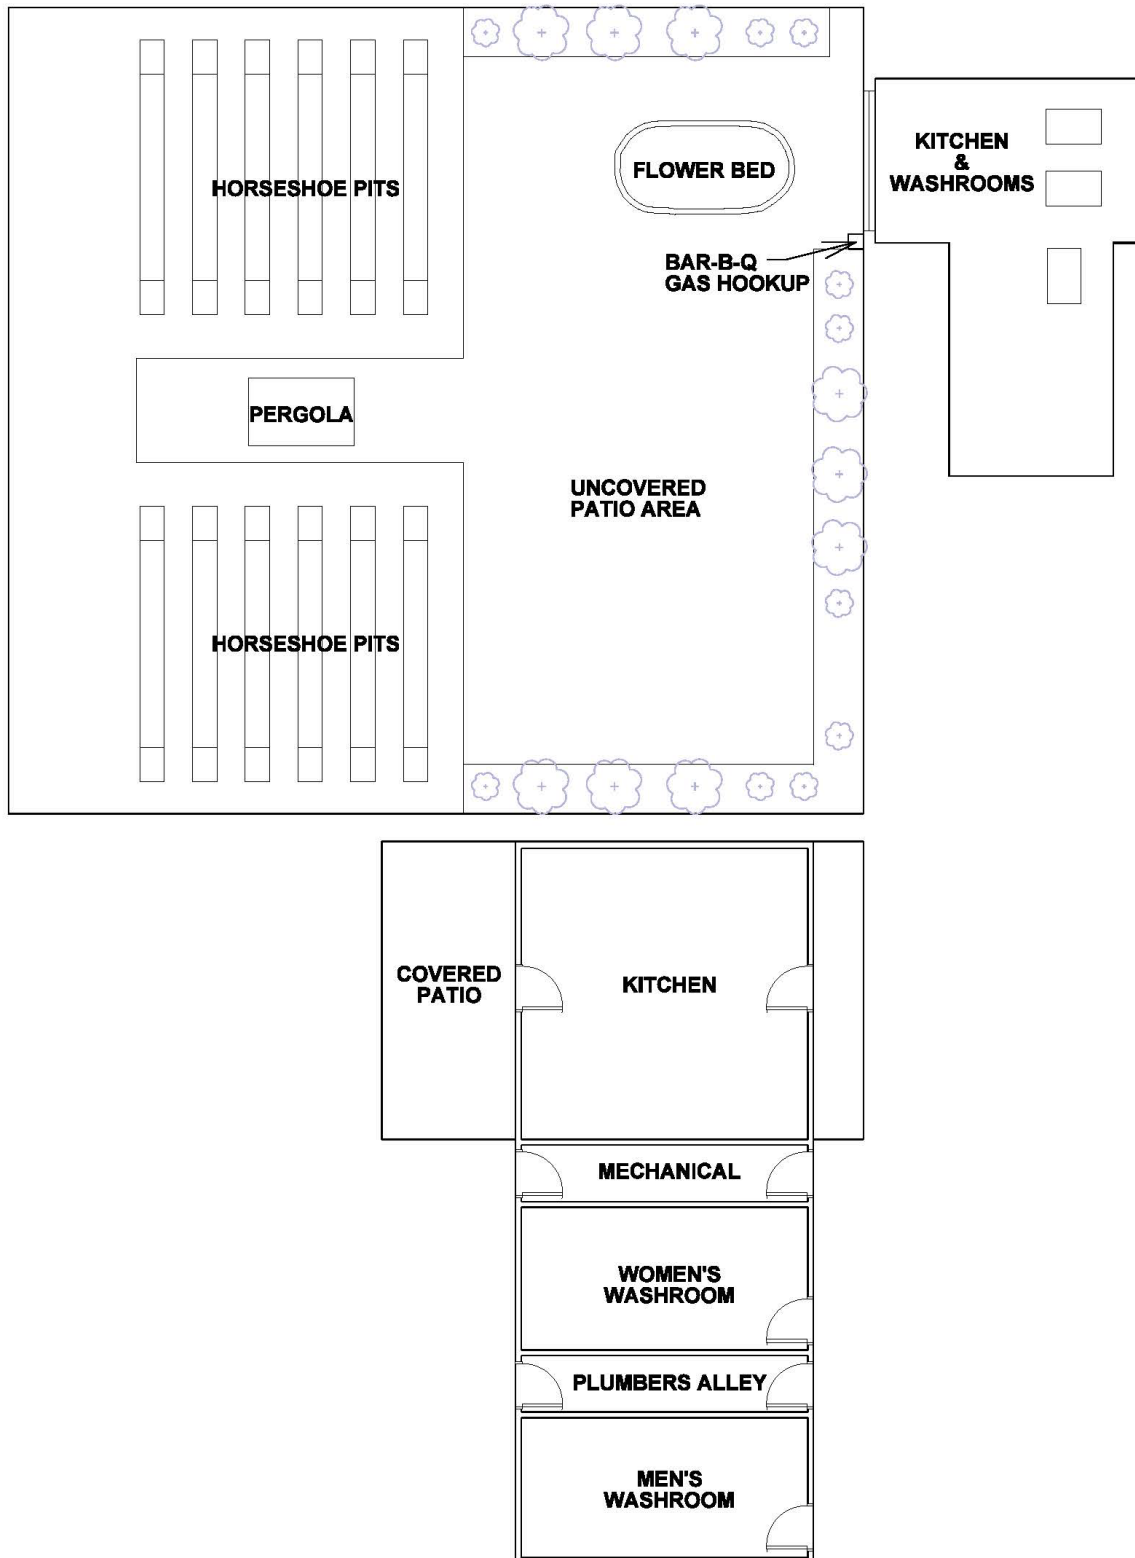 KITCHEN
&
WASHROOMS
FLOWER BED
HORSESHOE PITS
BAR-B-Q
GAS HOOKUP
PERGOLA
UNCOVERED
PATIO AREA
HORSESHOE PITS
COVERED
PATIO
KITCHEN
MECHANICAL
WOMEN'S
WASHROOM
PLUMBERS ALLEY
MEN'S
WASHROOM